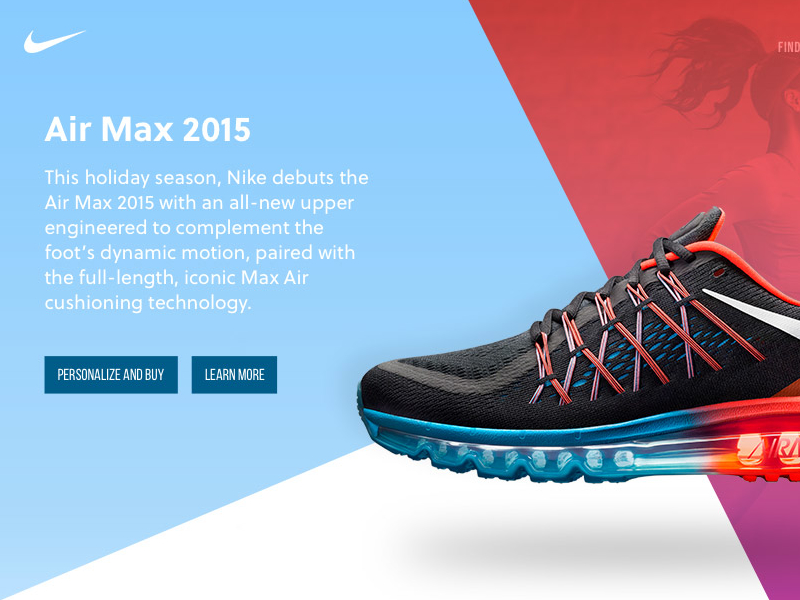 FIND
Air Max 2015
This holiday season, Nike debuts the
Air Max 2015 with an all-new upper
engineered to complement the
foot's dynamic motion, paired with
the full-length, iconic Max Air
cushioning technology.
PERSONALIZE AND BUY
LEARN MORE